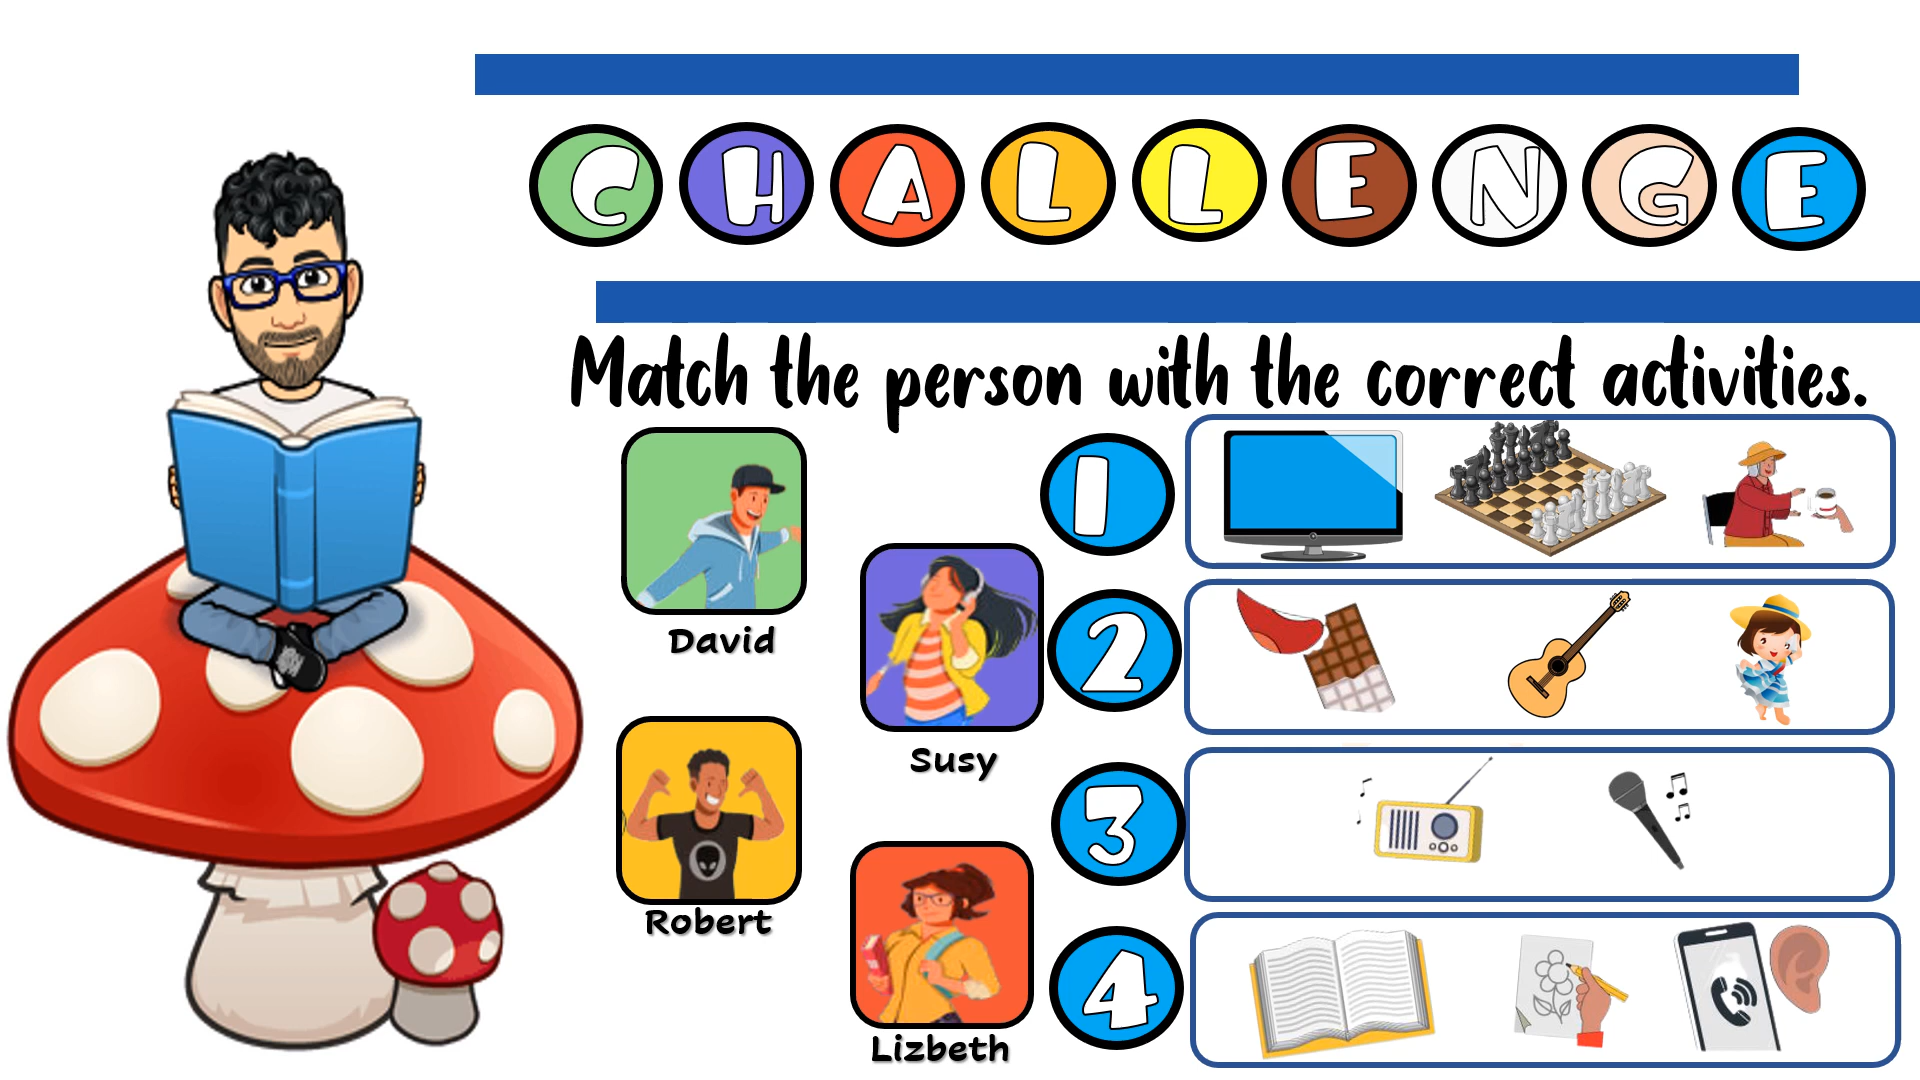 CHALLENGE
Match the person with the correct activities.
David
Susy
Robert
Lizbeth
1
2
3
4